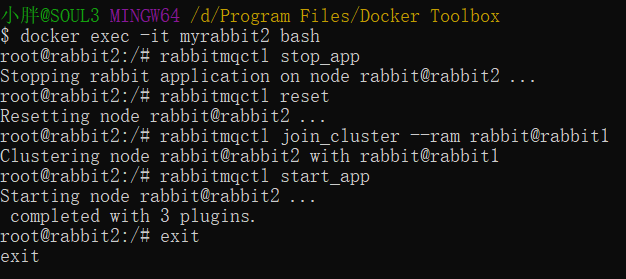 小胖@SOUL3 MINGW64 /d/Program Files/Docker Toolbox
$ docker exec -it myrabbit2 bash
root@rabbit2:/# rabbitmqctl stop_app
Stopping rabbit application on node rabbit@rabbit2 ...
root@rabbit2:/# rabbitmqctl reset
Resetting node rabbit@rabbit2 ...
root@rabbit2:/# rabbitmqctl join_cluster --ram rabbit@rabbit1
Clustering node rabbit@rabbit2 with rabbit@rabbit1
root@rabbit2:/# rabbitmqctl start_app
Starting node rabbit@rabbit2 ...
 completed with 3 plugins.
root@rabbit2:/# exit
exit